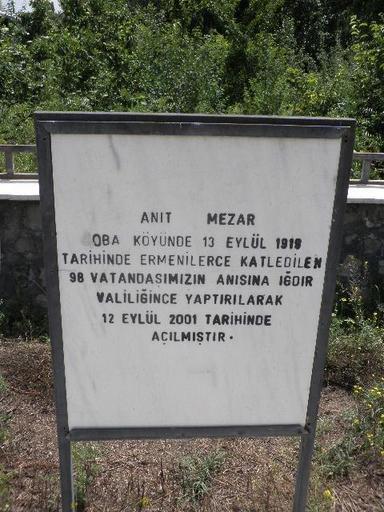 ANIT MEZAR
OBA KÖYÜNDE 13 EYLÜL 1919
TARİHİNDE ERMENİLERCE KATLEDİLEN
98 VATANDAŞIMIZIN ANISINA IĞDIR
VALİLİĞİNCE YAPTIRILARAK
12 EYLÜL 2001 TARİHİNDE
AÇILMIŞTIR.